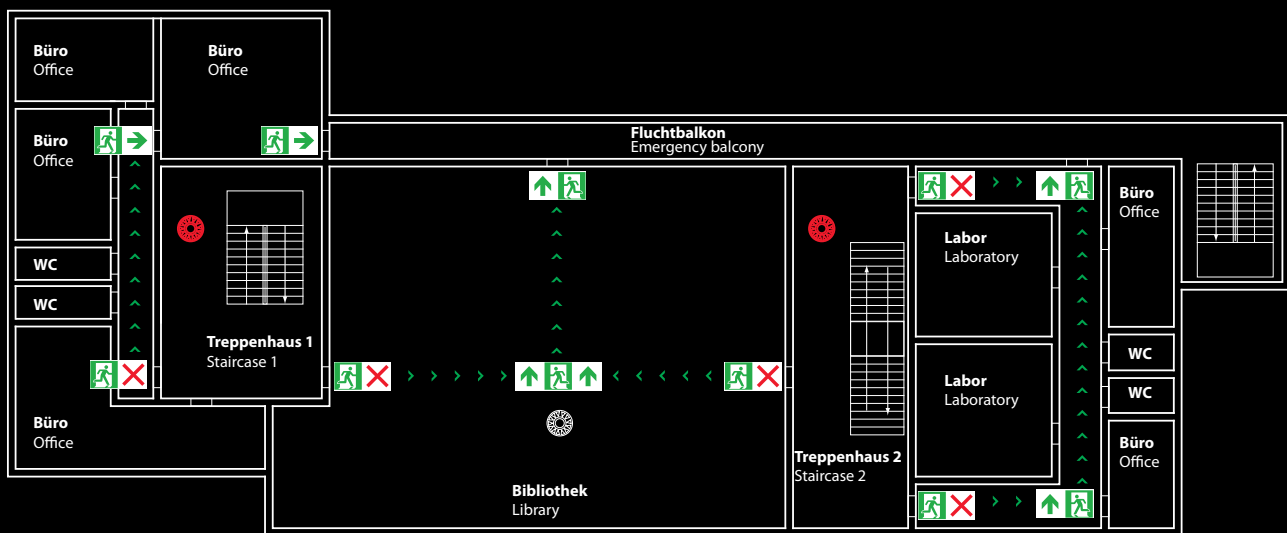 Büro
Office
Büro
Office
Büro
Office
Fluchtbalkon
Emergency balcony
Büro
Office
WC
WC
Labor
Laboratory
Treppenhaus 1
Staircase 1
WC
Labor
Laboratory
WC
Büro
Office
Büro
Office
Treppenhaus 2
Staircase 2
Bibliothek
Library